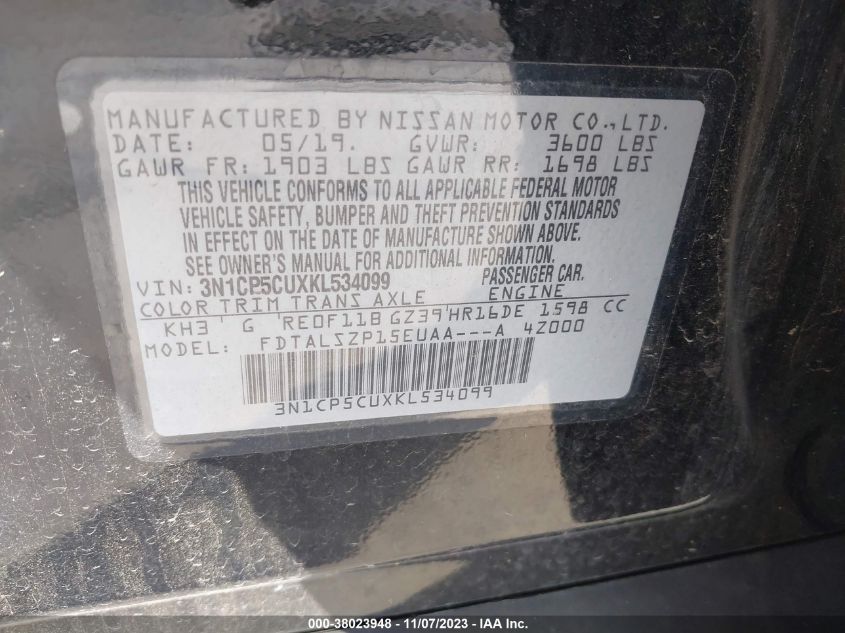 MANUFACTURED BY NISSAN MOTOR CO., LTD.
DATE: 05/19. GVWR: 3600 LBS
GAWR FR: 1903 LBS GAWR RR: 1698 LBS
THIS VEHICLE CONFORMS TO ALL APPLICABLE FEDERAL MOTOR
VEHICLE SAFETY, BUMPER AND THEFT PREVENTION STANDARDS
IN EFFECT ON THE DATE OF MANUFACTURE SHOWN ABOVE.
SEE OWNER'S MANUAL FOR ADDITIONAL INFORMATION.
VIN: 3N1CP5CUXKL534099 PASSENGER CAR.
COLOR TRIM TRANS AXLE ENGINE
KH3 ' G ' RE0F11B GZ39'HR16DE 1598 CC
MODEL: FDTALSZP15EUAA---A 4Z000
3N1CP5CUXKL534099
000-38023948 - 11/07/2023 - IAA Inc.